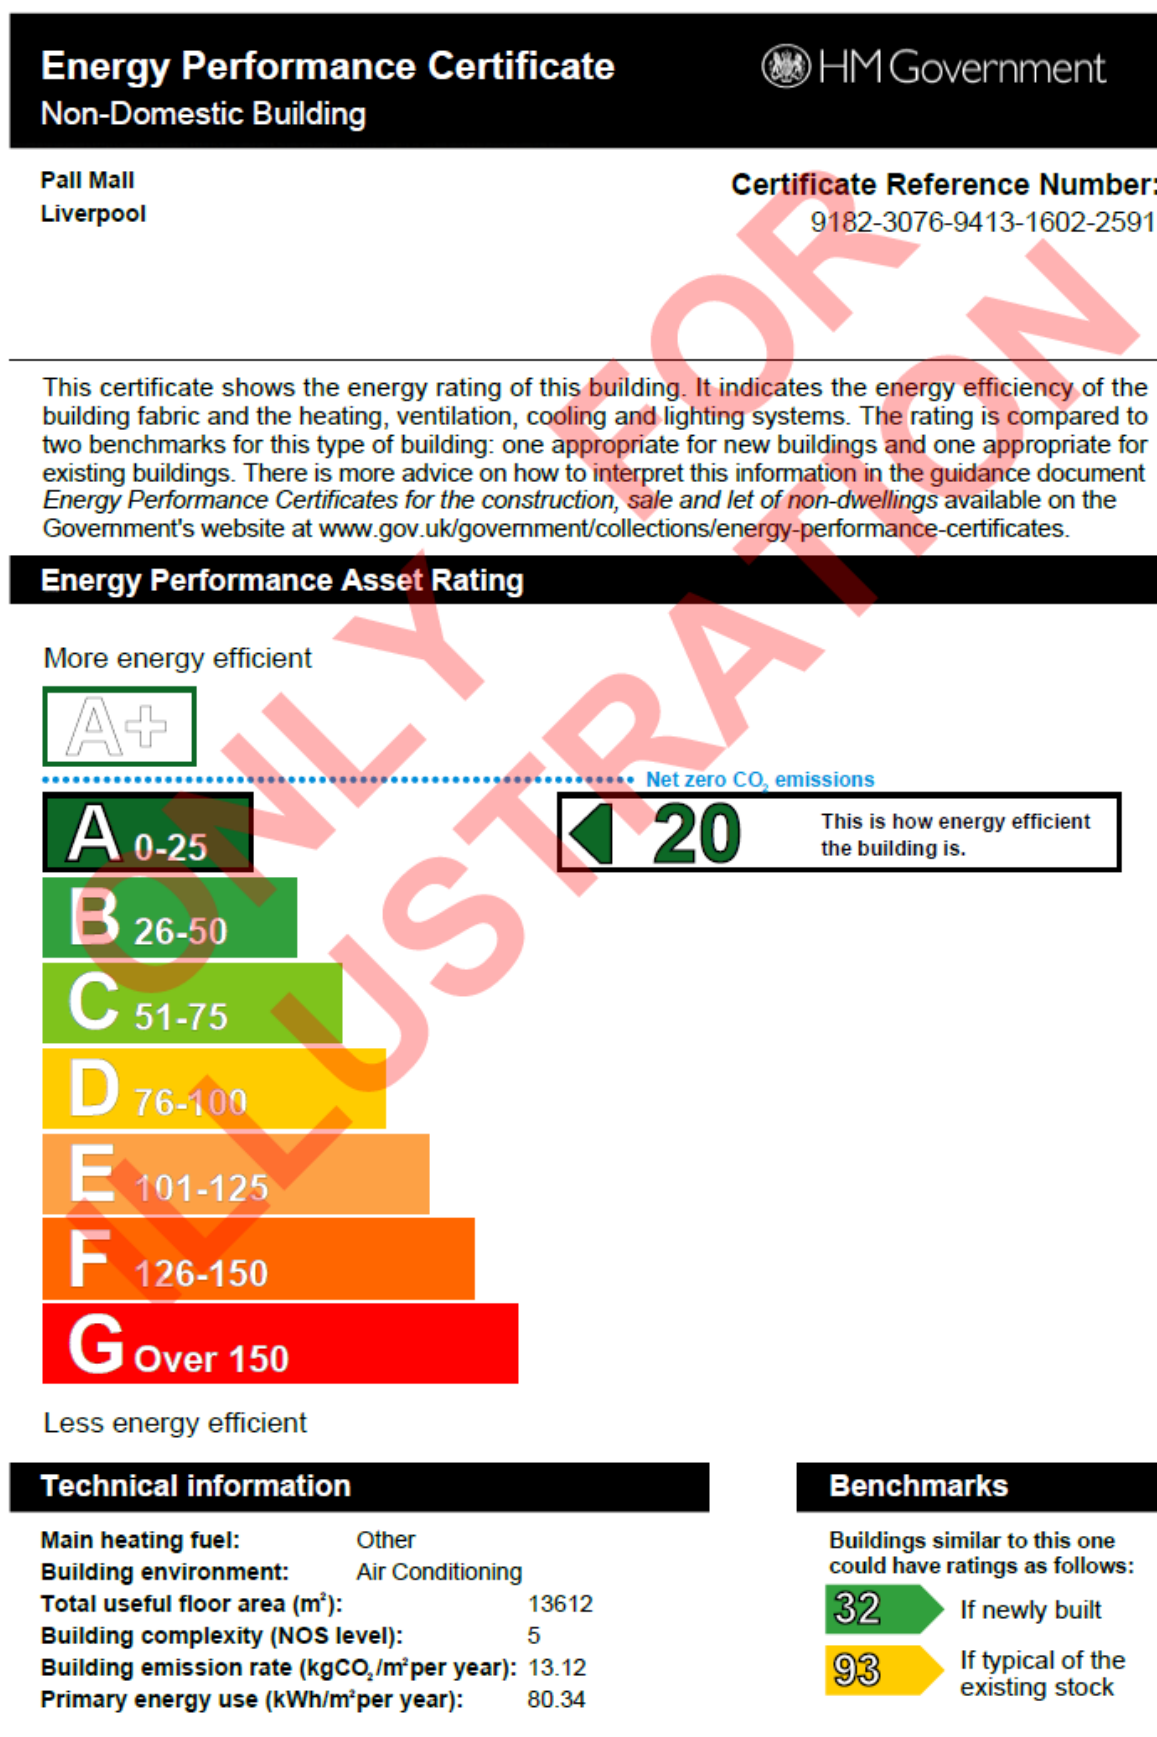 Energy Performance Certificate
HM Government
Non-Domestic Building
Pall Mall
Liverpool
Certificate Reference Number:
9182-3076-9413-1602-2591
This certificate shows the energy rating of this building. It indicates the energy efficiency of the
building fabric and the heating, ventilation, cooling and lighting systems. The rating is compared to
two benchmarks for this type of building: one appropriate for new buildings and one appropriate for
existing buildings. There is more advice on how to interpret this information in the guidance document
Energy Performance Certificates for the construction, sale and let of non-dwellings available on the
Government's website at www.gov.uk/government/collections/energy-performance-certificates.
Energy Performance Asset Rating
More energy efficient
A+
Net zero CO₂ emissions
A 0-25
20
This is how energy efficient
the building is.
B 26-50
C 51-75
D 76-100
E 101-125
F 126-150
G Over 150
Less energy efficient
ONLY FOR
ILLUSTRATION
Technical information
Main heating fuel: Other
Building environment: Air Conditioning
Total useful floor area (m²): 13612
Building complexity (NOS level): 5
Building emission rate (kgCO₂/m²per year): 13.12
Primary energy use (kWh/m²per year): 80.34
Benchmarks
Buildings similar to this one
could have ratings as follows:
32 If newly built
93 If typical of the
existing stock